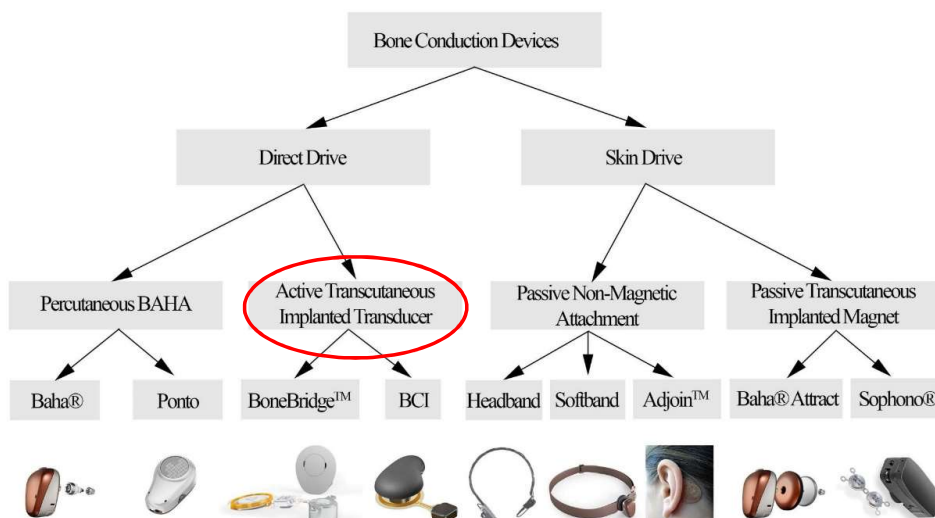 Bone Conduction Devices
Direct Drive
Skin Drive
Percutaneous BAHA
Active Transcutaneous
Implanted Transducer
Passive Non-Magnetic
Attachment
Passive Transcutaneous
Implanted Magnet
Baha®
Ponto
BoneBridge™
BCI
Headband
Softband
Adjoin™
Baha® Attract
Sophono®